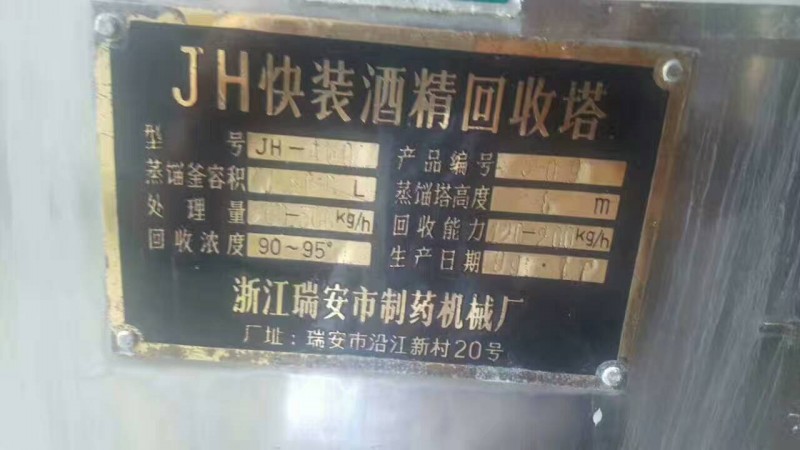 JH快装酒精回收塔
型 号 JH- 产品编号
蒸馏釜容积 L 蒸馏塔高度 m
处理量 kg/h 回收能力 kg/h
回收浓度 90~95° 生产日期
浙江瑞安市制药机械厂
厂址:瑞安市沿江新村20号